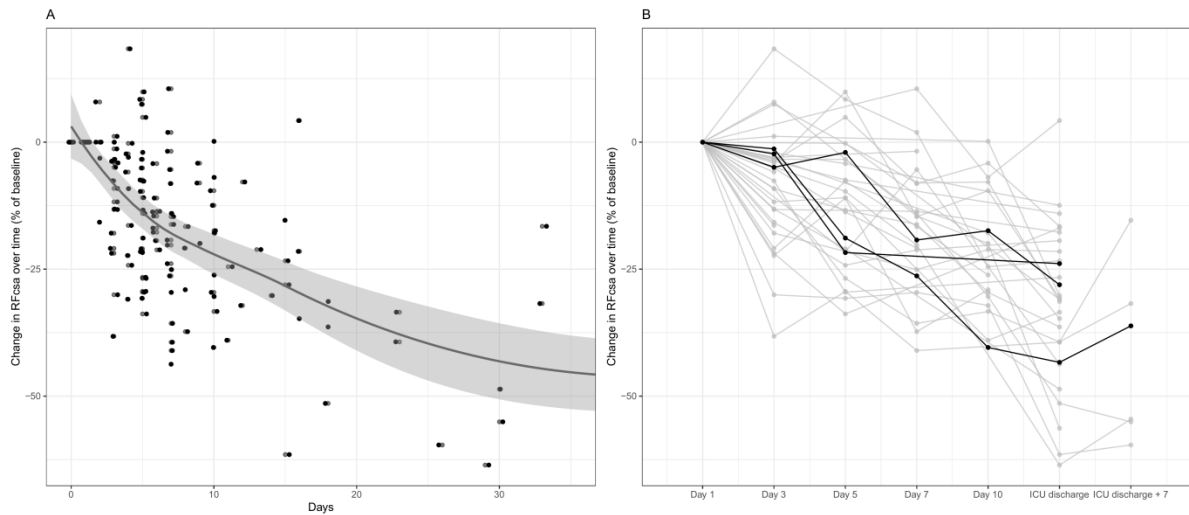 A
Change in RFcsa over time (% of baseline)
0
−25
−50
0
10
20
30
Days
B
Change in RFcsa over time (% of baseline)
0
−25
−50
Day 1
Day 3
Day 5
Day 7
Day 10
ICU discharge
ICU discharge + 7